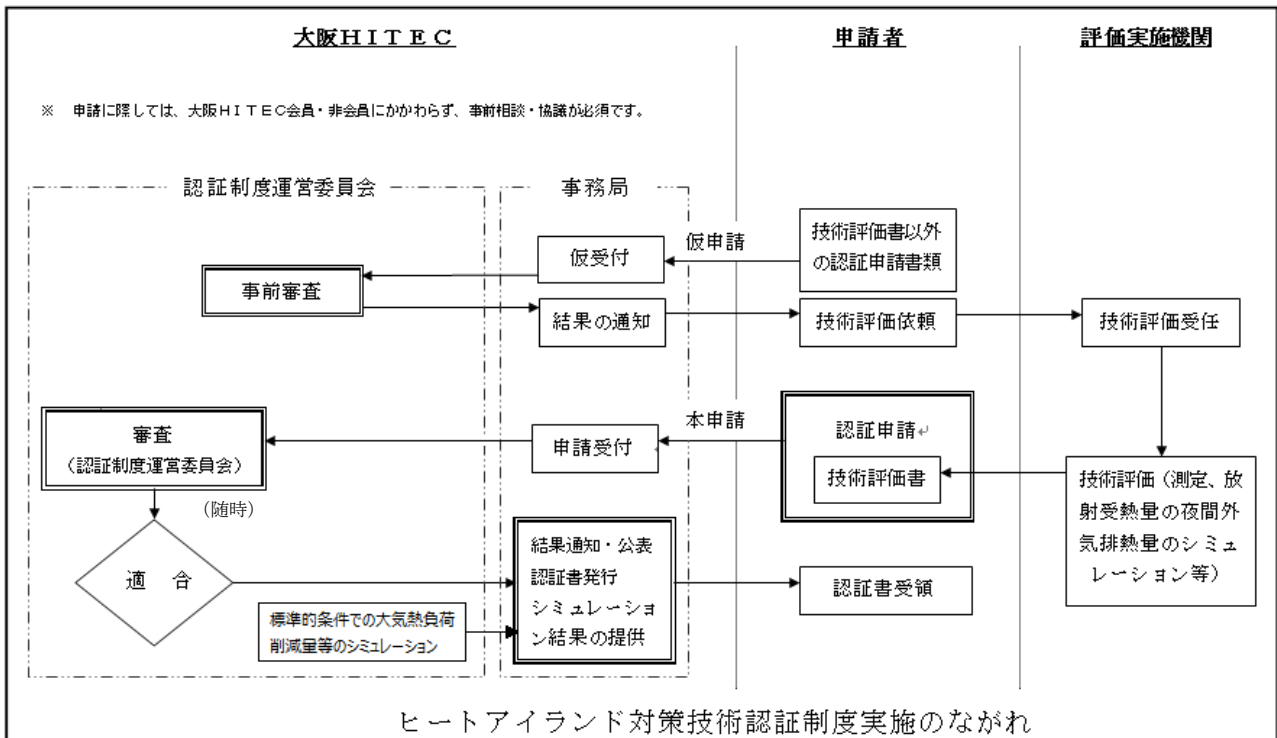 大阪ＨＩＴＥＣ
申請者
評価実施機関
※　申請に際しては、大阪ＨＩＴＥＣ会員・非会員にかかわらず、事前相談・協議が必須です。
認証制度運営委員会
事務局
仮申請
技術評価書以外
の認証申請書類
仮受付
事前審査
結果の通知
技術評価依頼
技術評価受任
本申請
審査
（認証制度運営委員会）
申請受付
認証申請↵
技術評価書
技術評価（測定、放
射受熱量の夜間外
気排熱量のシミュ
レーション等）
（随時）
適　合
結果通知・公表
認証書発行
シミュレーショ
ン結果の提供
認証書受領
標準的条件での大気熱負荷
削減量等のシミュレーション
ヒートアイランド対策技術認証制度実施のながれ